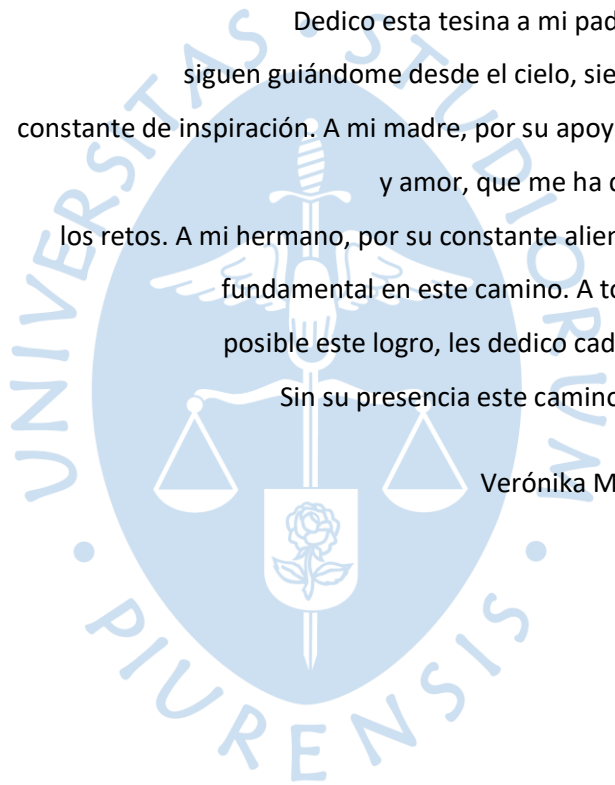 Dedico esta tesina a mi
siguen guiándome desde el cielo,
constante de inspiración. A mi madre, por su
y amor, que me ha
los retos. A mi hermano, por su constante
fundamental en este camino. A
posible este logro, les dedico
Sin su presencia este
Verónika
UNIVERSITAS • STUDIORUM
• PIURENSIS •